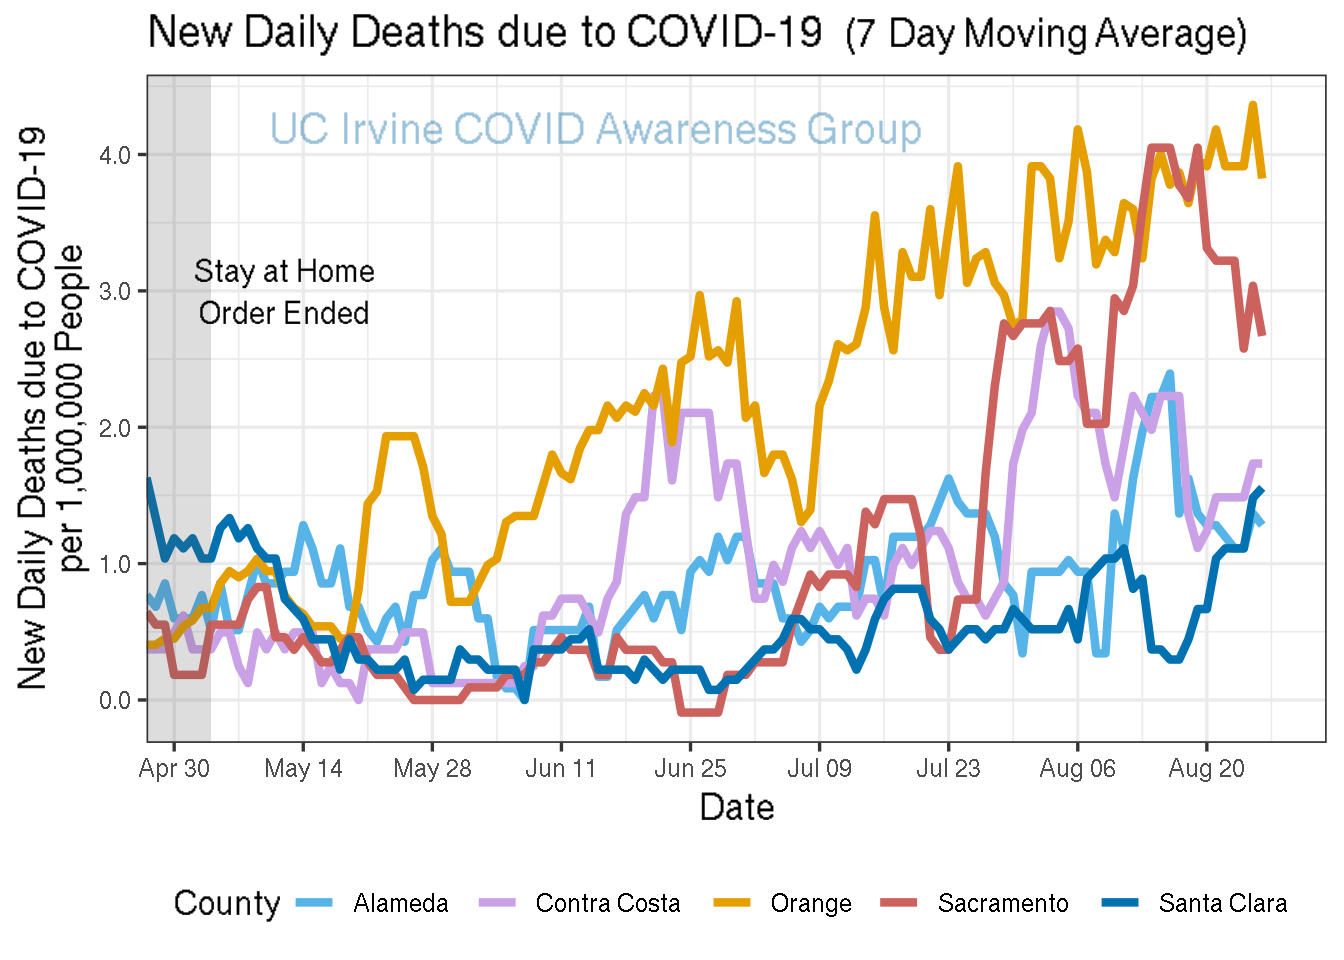 New Daily Deaths due to COVID-19 (7 Day Moving Average)
UC Irvine COVID Awareness Group
Stay at Home
Order Ended
New Daily Deaths due to COVID-19
per 1,000,000 People
4.0
3.0
2.0
1.0
0.0
Apr 30 May 14 May 28 Jun 11 Jun 25 Jul 09 Jul 23 Aug 06 Aug 20
Date
County Alameda Contra Costa Orange Sacramento Santa Clara